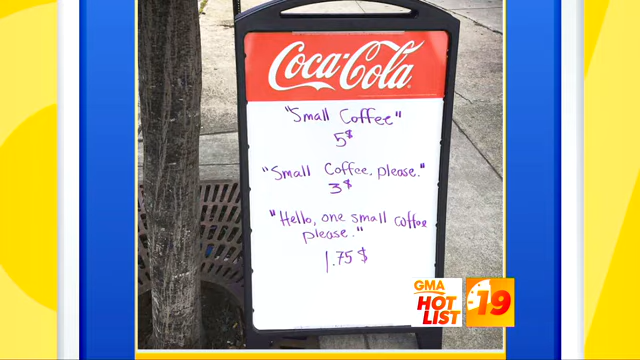 Coca-Cola
"Small Coffee"
5$
"Small Coffee, please."
3$
"Hello, one small coffee
please."
1.75$
GMA
HOT
LIST
19